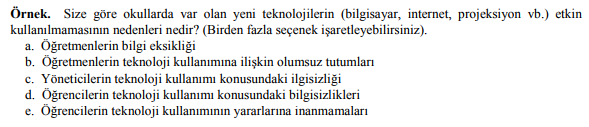 Örnek. Size göre okullarda var olan yeni teknolojilerin (bilgisayar, internet, projeksiyon vb.) etkin
kullanılmamasının nedenleri nedir? (Birden fazla seçenek işaretleyebilirsiniz).
a. Öğretmenlerin bilgi eksikliği
b. Öğretmenlerin teknoloji kullanımına ilişkin olumsuz tutumları
c. Yöneticilerin teknoloji kullanımı konusundaki ilgisizliği
d. Öğrencilerin teknoloji kullanımı konusundaki bilgisizlikleri
e. Öğrencilerin teknoloji kullanımının yararlarına inanmamaları